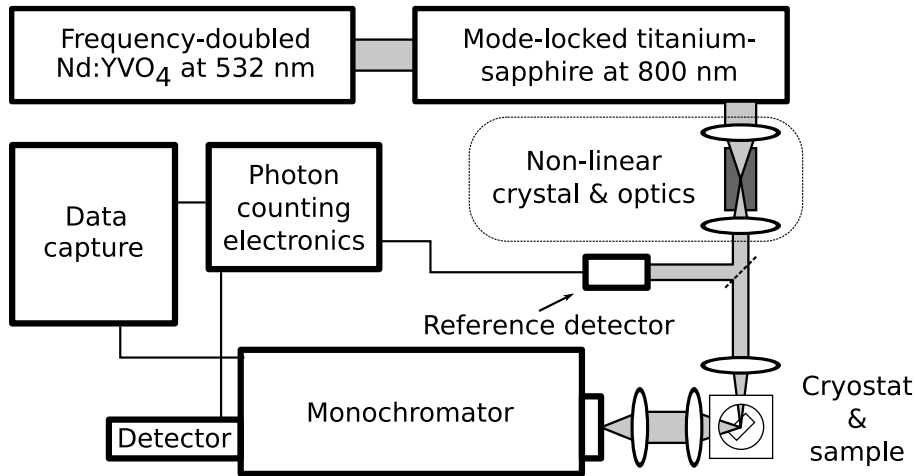 Frequency-doubled
Nd:YVO4 at 532 nm
Mode-locked titanium-
sapphire at 800 nm
Non-linear
crystal & optics
Photon
counting
electronics
Data
capture
Reference detector
Monochromator
Detector
Cryostat
&
sample